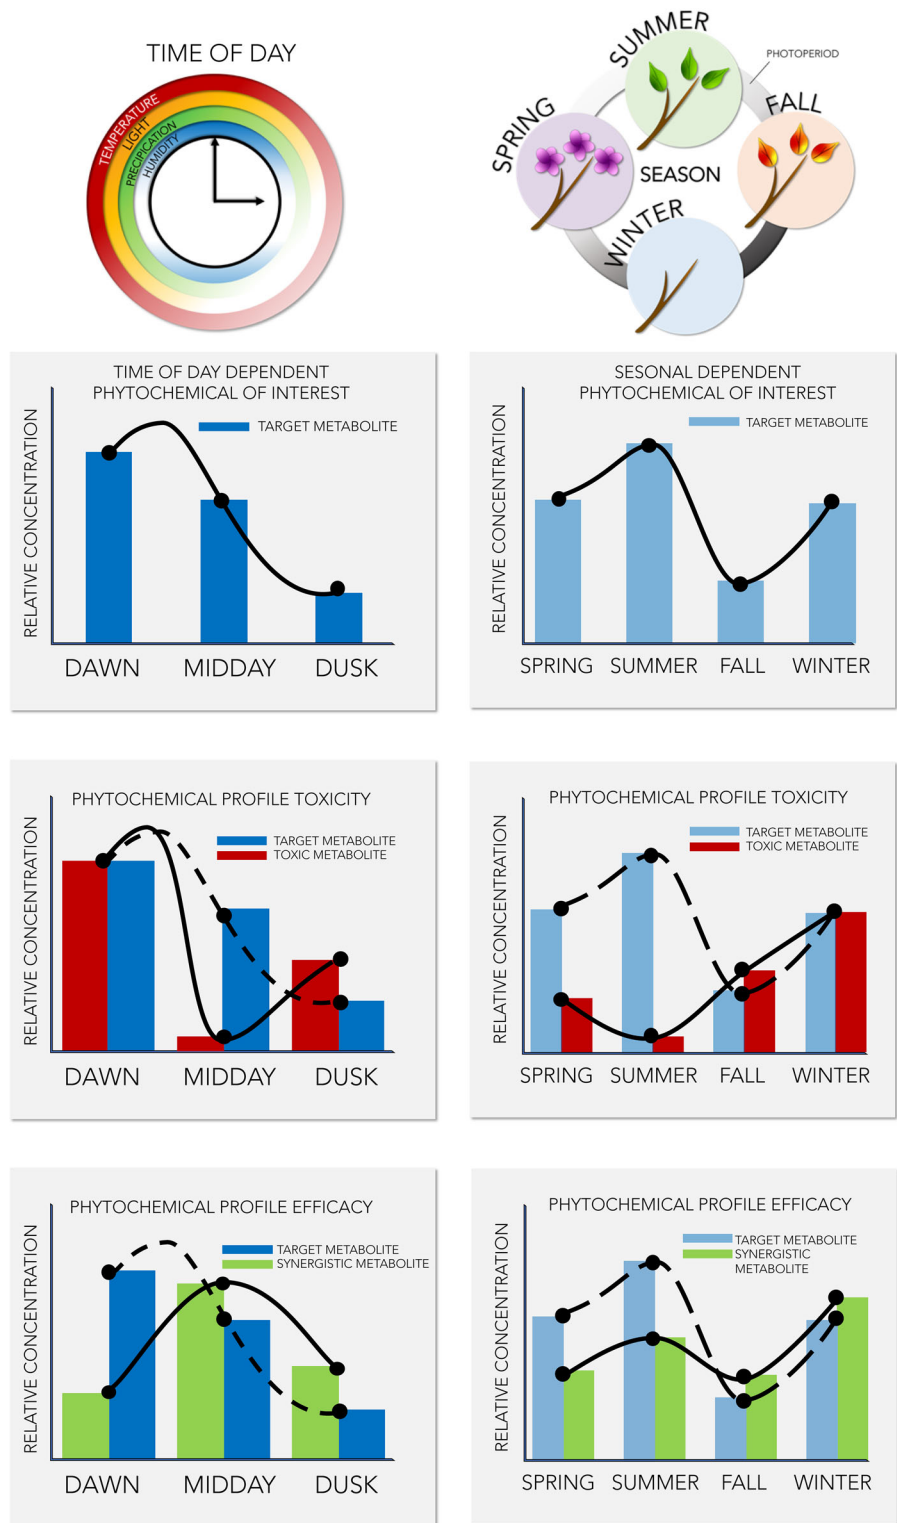 TIME OF DAY
TEMPERATURE
LIGHT
PRECIPICATION
HUMIDITY
SUMMER
PHOTOPERIOD
SPRING
FALL
SEASON
WINTER
TIME OF DAY DEPENDENT
PHYTOCHEMICAL OF INTEREST
TARGET METABOLITE
RELATIVE CONCENTRATION
DAWN MIDDAY DUSK
SESONAL DEPENDENT
PHYTOCHEMICAL OF INTEREST
TARGET METABOLITE
RELATIVE CONCENTRATION
SPRING SUMMER FALL WINTER
PHYTOCHEMICAL PROFILE TOXICITY
TARGET METABOLITE
TOXIC METABOLITE
RELATIVE CONCENTRATION
DAWN MIDDAY DUSK
PHYTOCHEMICAL PROFILE TOXICITY
TARGET METABOLITE
TOXIC METABOLITE
RELATIVE CONCENTRATION
SPRING SUMMER FALL WINTER
PHYTOCHEMICAL PROFILE EFFICACY
TARGET METABOLITE
SYNERGISTIC METABOLITE
RELATIVE CONCENTRATION
DAWN MIDDAY DUSK
PHYTOCHEMICAL PROFILE EFFICACY
TARGET METABOLITE
SYNERGISTIC
METABOLITE
RELATIVE CONCENTRATION
SPRING SUMMER FALL WINTER